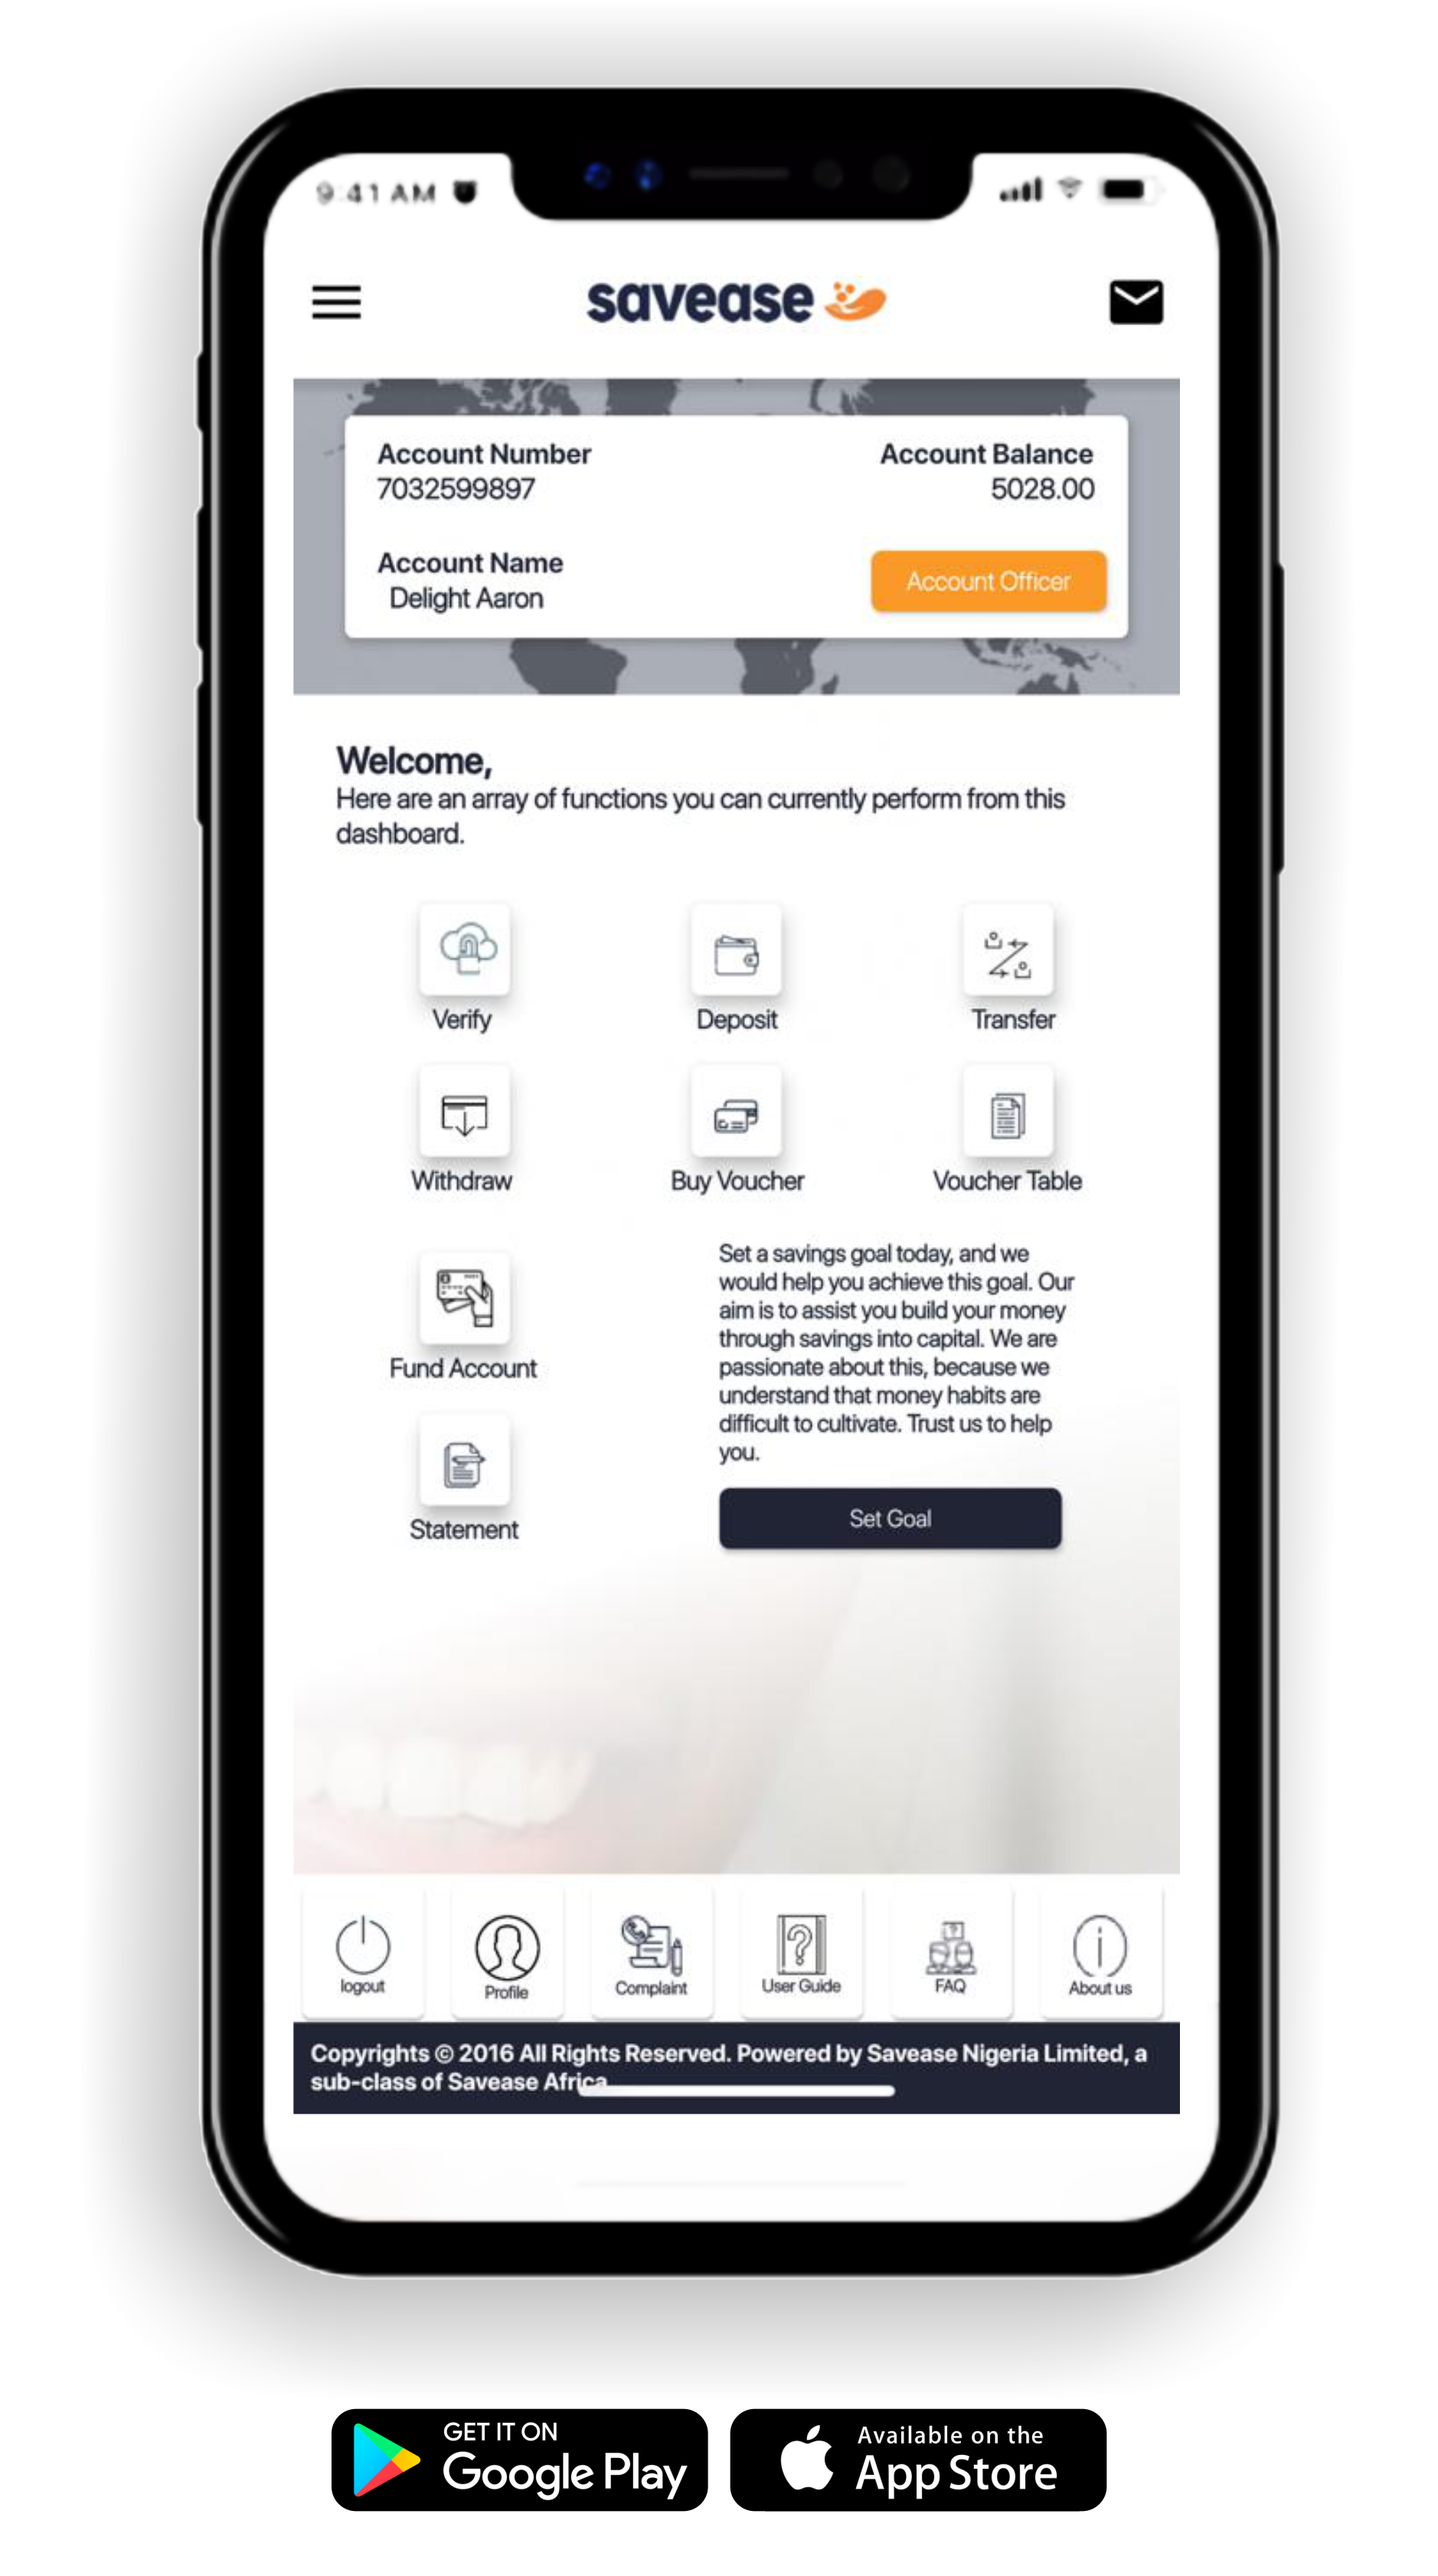 9:41 AM
savease
Account Number
Account Balance
7032599897
5028.00
Account Name
Delight Aaron
Account Officer
Welcome,
Here are an array of functions you can currently perform from this
dashboard.
Verify
Deposit
Transfer
Withdraw
Buy Voucher
Voucher Table
Fund Account
Statement
Set a savings goal today, and we
would help you achieve this goal. Our
aim is to assist you build your money
through savings into capital. We are
passionate about this, because we
understand that money habits are
difficult to cultivate. Trust us to help
you.
Set Goal
logout
Profile
Complaint
User Guide
FAQ
About us
Copyrights © 2016 All Rights Reserved. Powered by Savease Nigeria Limited, a
sub-class of Savease Africa
GET IT ON
Google Play
Available on the
App Store